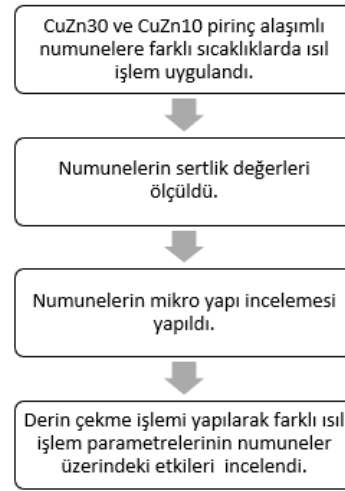 CuZn30 ve CuZn10 pirinç alaşımlı
numunelere farklı sıcaklıklarda ısıl
işlem uygulandı.
Numunelerin sertlik değerleri
ölçüldü.
Numunelerin mikro yapı incelemesi
yapıldı.
Derin çekme işlemi yapılarak farklı ısıl
işlem parametrelerinin numuneler
üzerindeki etkileri incelendi.